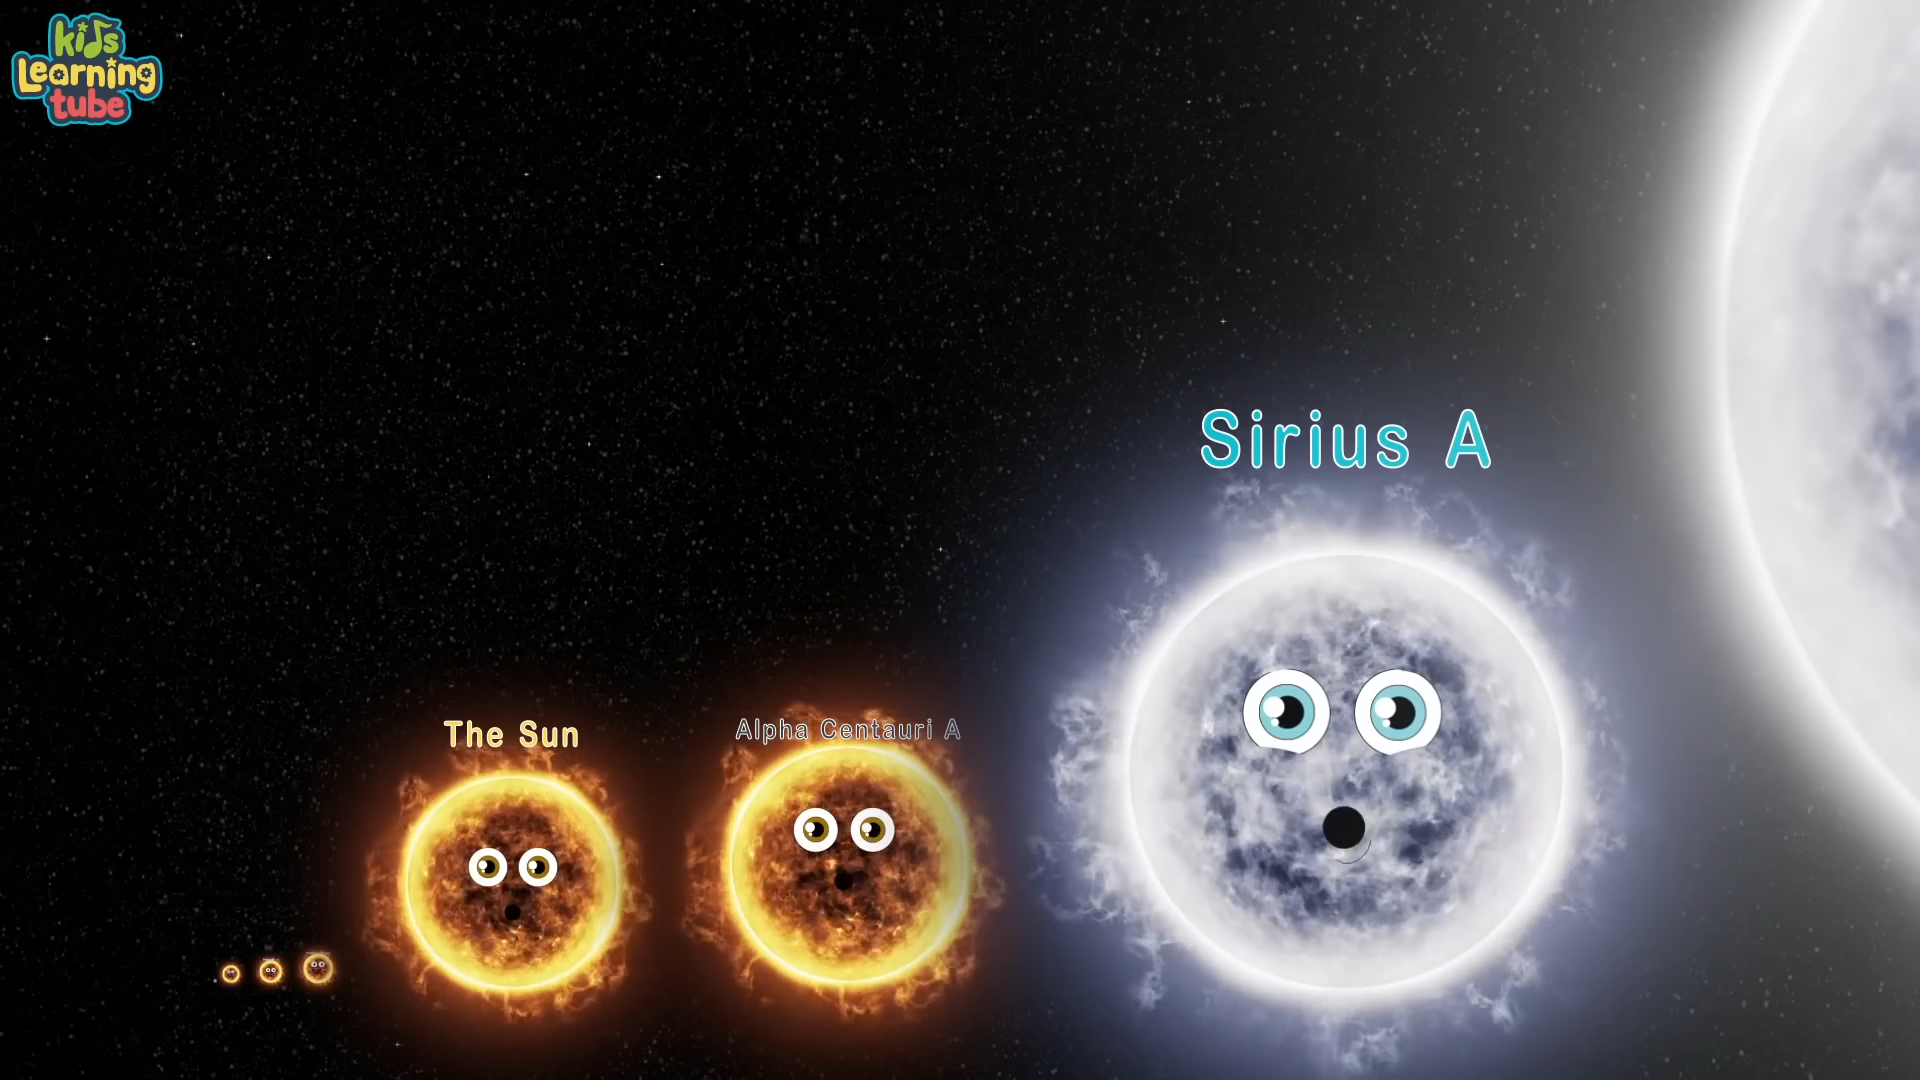 kids
Learning
tube
Sirius A
The Sun
Alpha Centauri A